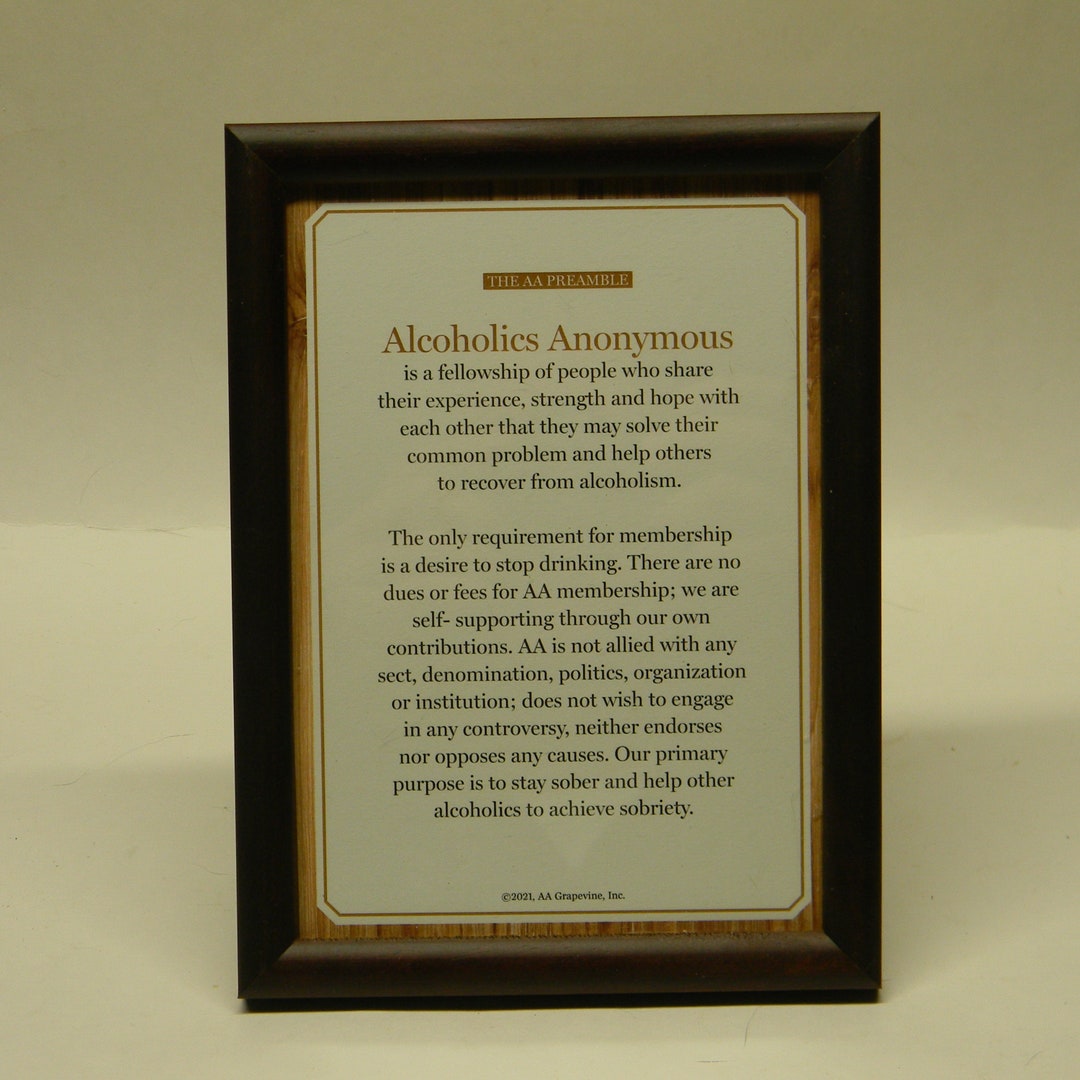 THE AA PREAMBLE
Alcoholics Anonymous
is a fellowship of people who share
their experience, strength and hope with
each other that they may solve their
common problem and help others
to recover from alcoholism.
The only requirement for membership
is a desire to stop drinking. There are no
dues or fees for AA membership; we are
self- supporting through our own
contributions. AA is not allied with any
sect, denomination, politics, organization
or institution; does not wish to engage
in any controversy, neither endorses
nor opposes any causes. Our primary
purpose is to stay sober and help other
alcoholics to achieve sobriety.
©2021, AA Grapevine, Inc.